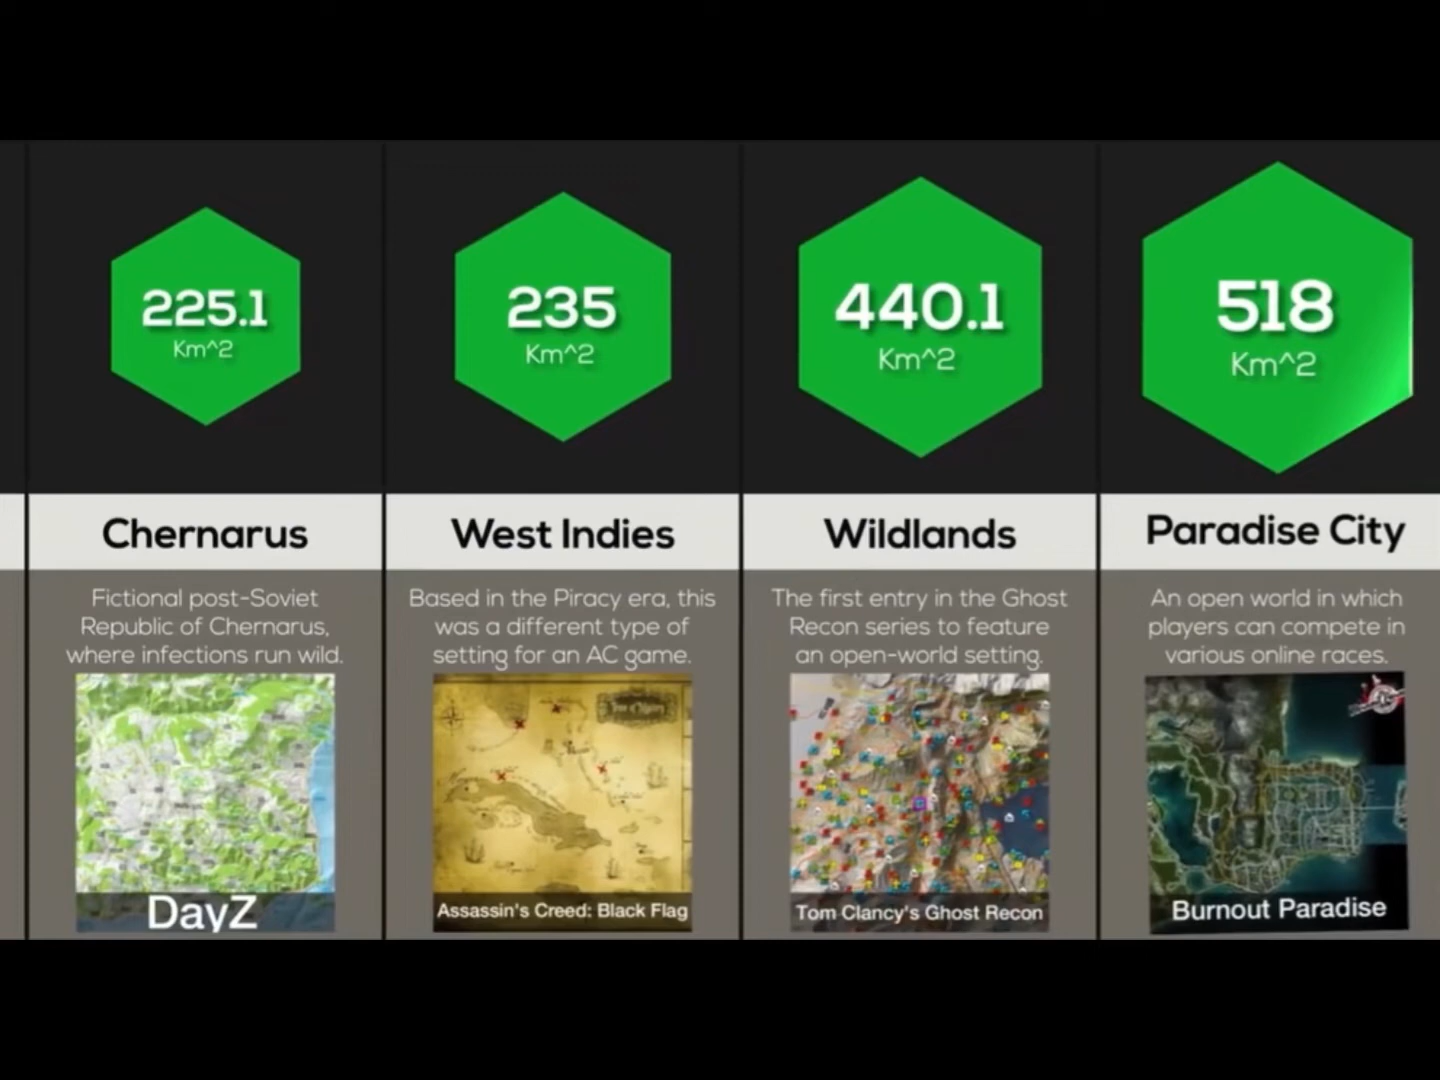 225.1
Km^2
235
Km^2
440.1
Km^2
518
Km^2
Chernarus
West Indies
Wildlands
Paradise City
Fictional post-Soviet
Republic of Chernarus,
where infections run wild.
Based in the Piracy era, this
was a different type of
setting for an AC game.
The first entry in the Ghost
Recon series to feature
an open-world setting.
An open world in which
players can compete in
various online races.
DayZ
Assassin's Creed: Black Flag
Tom Clancy's Ghost Recon
Burnout Paradise